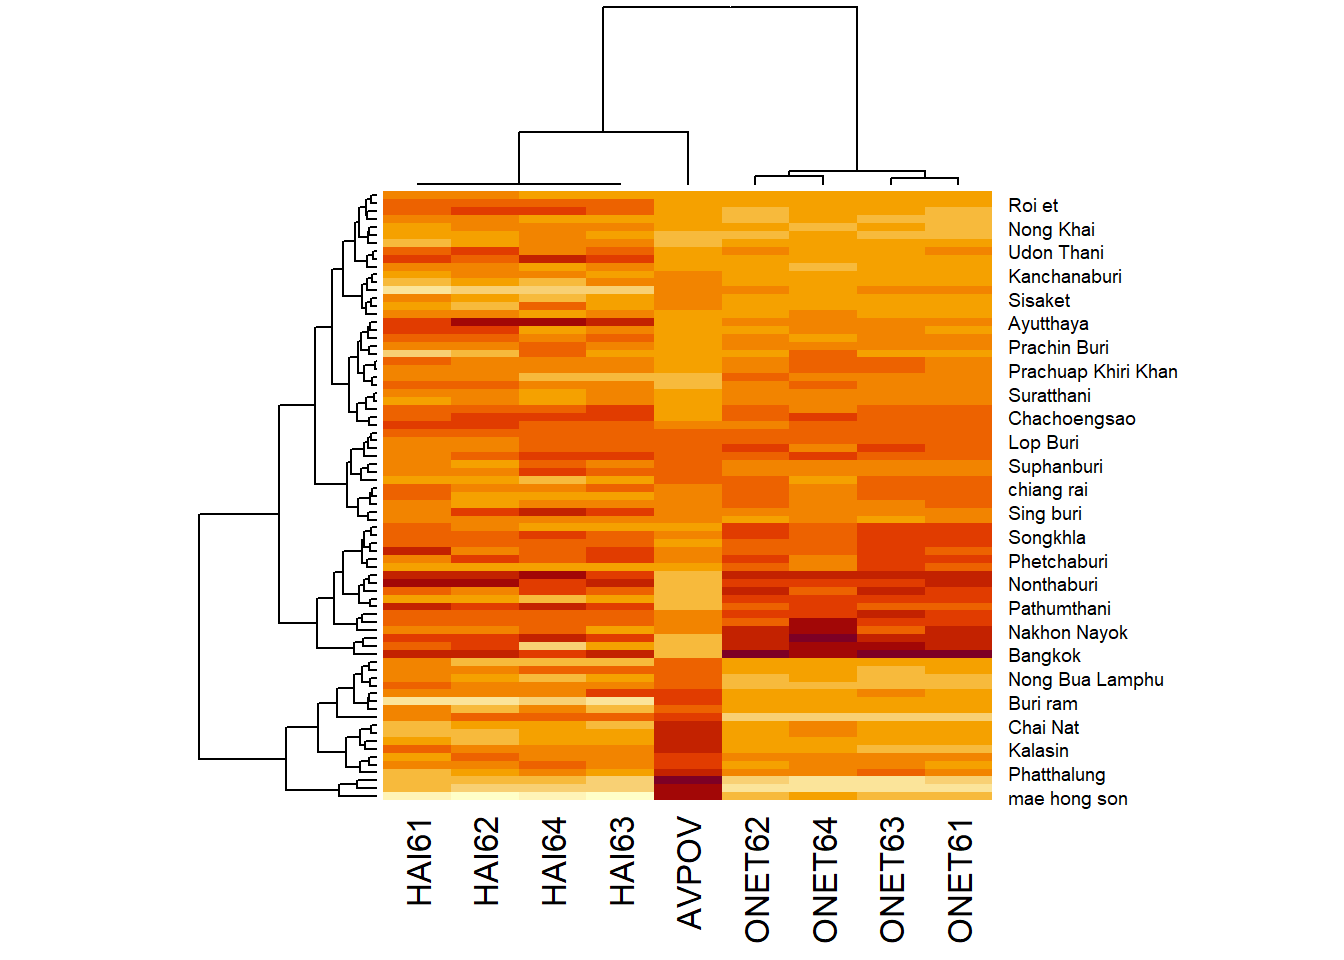 Roi et
Nong Khai
Udon Thani
Kanchanaburi
Sisaket
Ayutthaya
Prachin Buri
Prachuap Khiri Khan
Suratthani
Chachoengsao
Lop Buri
Suphanburi
chiang rai
Sing buri
Songkhla
Phetchaburi
Nonthaburi
Pathumthani
Nakhon Nayok
Bangkok
Nong Bua Lamphu
Buri ram
Chai Nat
Kalasin
Phatthalung
mae hong son
HAI61
HAI62
HAI64
HAI63
AVPOV
ONET62
ONET64
ONET63
ONET61